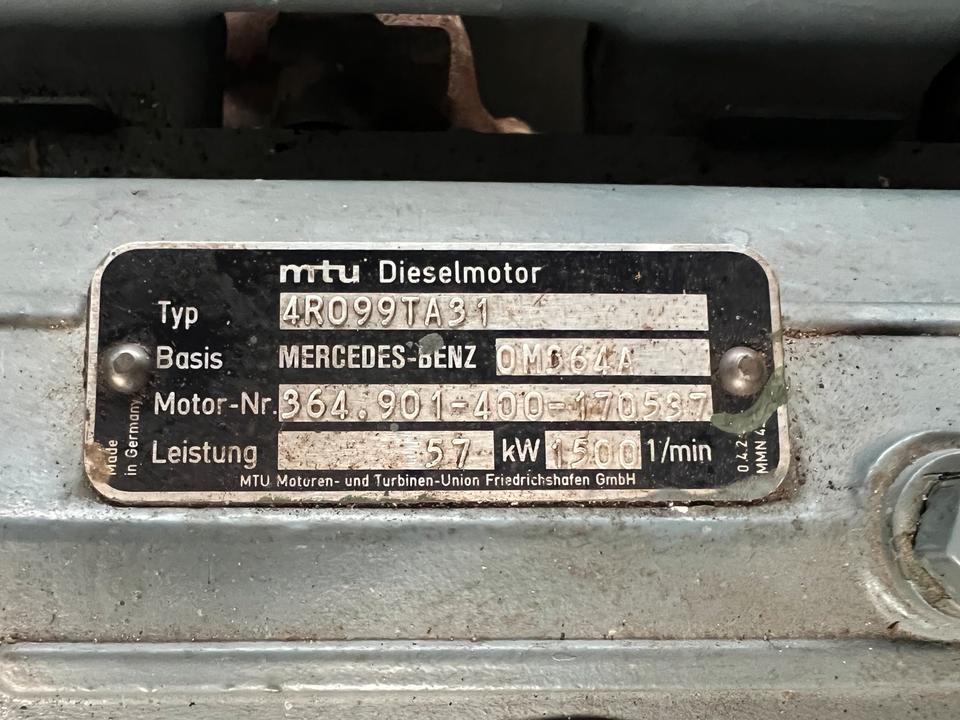 mtu Dieselmotor
Typ 4R099TA31
Basis MERCEDES-BENZ OM364A
Motor-Nr. 364.901-400-170537
Leistung 57 kW 1500 1/min
MTU Motoren- und Turbinen-Union Friedrichshafen GmbH
Made
in Germany
MMN